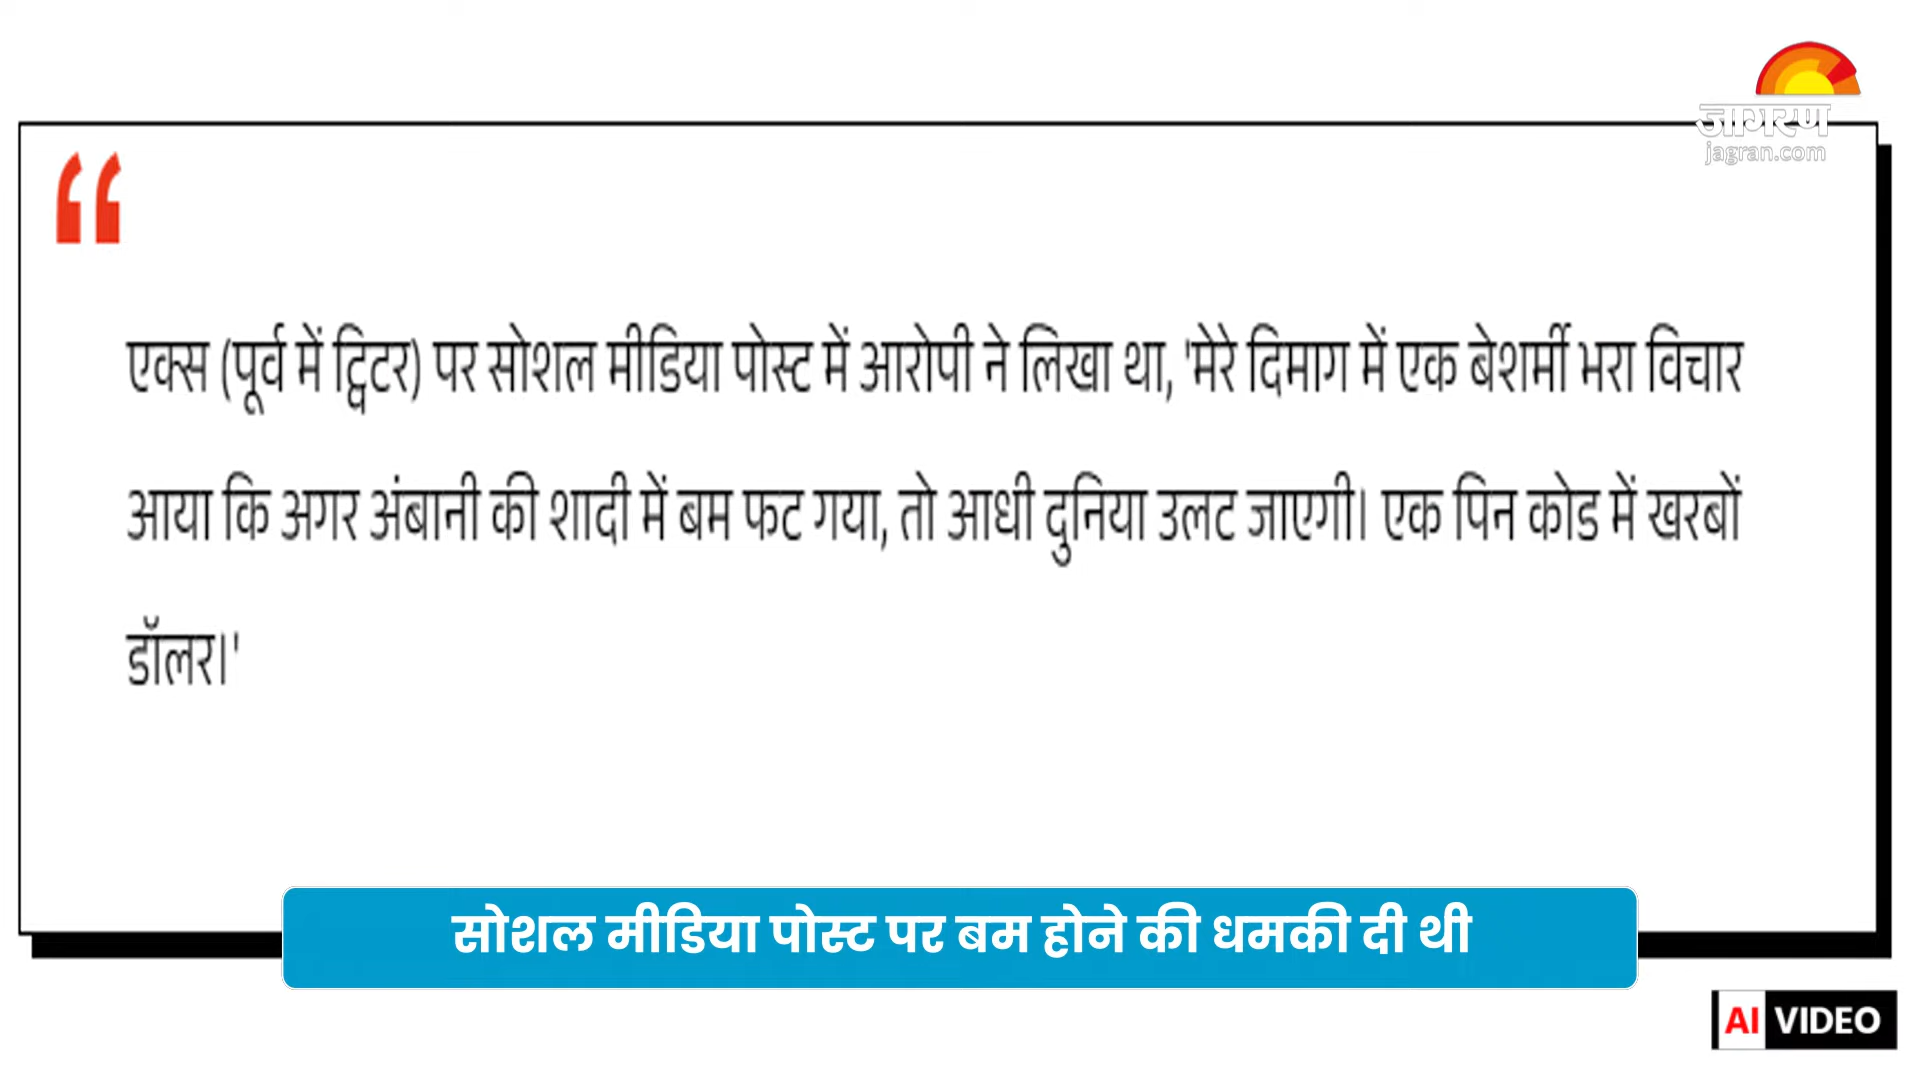 जागरण
jagran.com
“
एक्स (पूर्व में ट्विटर) पर सोशल मीडिया पोस्ट में आरोपी ने लिखा था, 'मेरे दिमाग में एक बेशर्मी भरा विचार
आया कि अगर अंबानी की शादी में बम फट गया, तो आधी दुनिया उलट जाएगी। एक पिन कोड में खरबों
डॉलर।'
सोशल मीडिया पोस्ट पर बम होने की धमकी दी थी
AI VIDEO